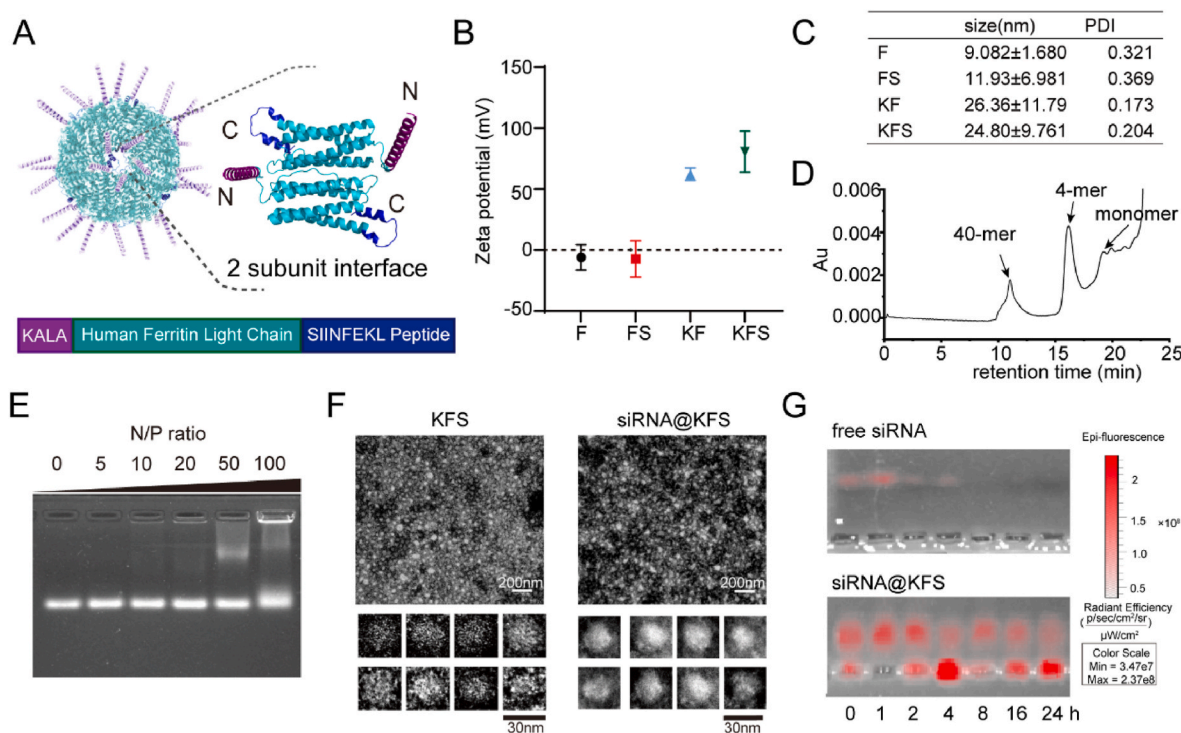 A
N
C
N
C
2 subunit interface
KALA Human Ferritin Light Chain SIINFEKL Peptide
B
Zeta potential (mV)
150
100
50
0
-50
F FS KF KFS
C
size(nm) PDI
F 9.082±1.680 0.321
FS 11.93±6.981 0.369
KF 26.36±11.79 0.173
KFS 24.80±9.761 0.204
D
Au
0.006
0.004
0.002
0.000
40-mer
4-mer
monomer
0 5 10 15 20 25
retention time (min)
E
N/P ratio
0 5 10 20 50 100
F
KFS
200nm
30nm
siRNA@KFS
200nm
30nm
G
free siRNA
siRNA@KFS
0 1 2 4 8 16 24 h
Epi-fluorescence
2
1.5
×10⁸
1.0
0.5
Radiant Efficiency
( p/sec/cm²/sr )
µW/cm²
Color Scale
Min = 3.47e7
Max = 2.37e8